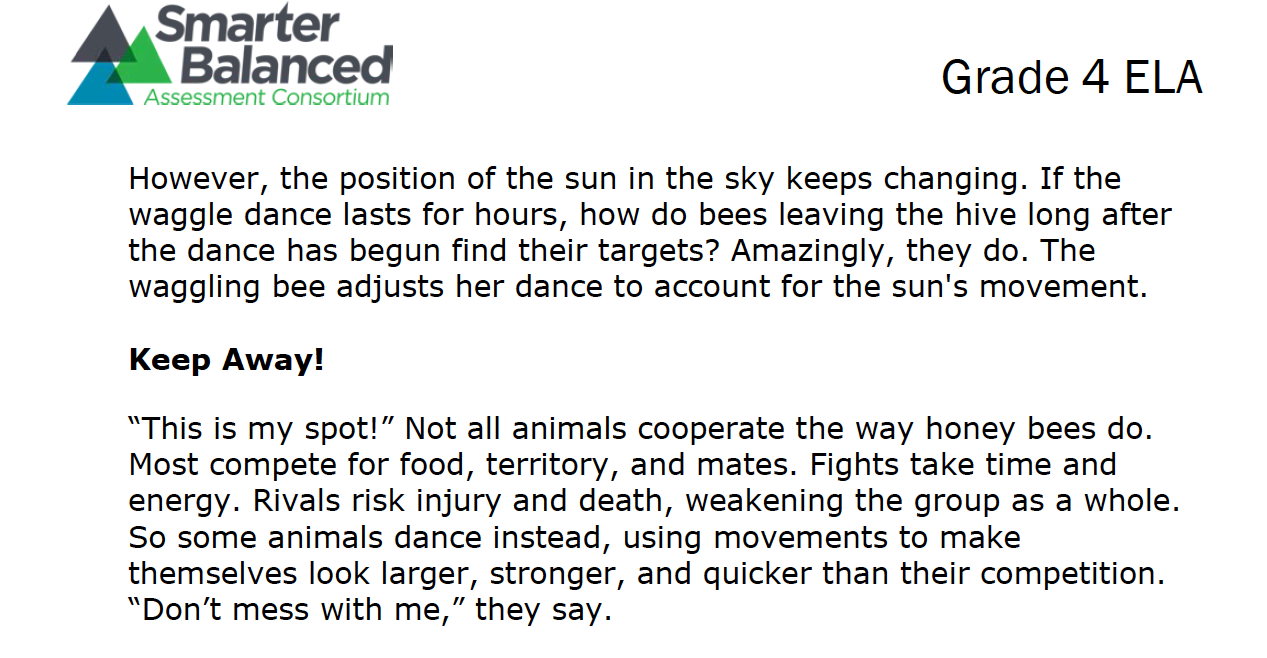 Smarter
Balanced
Assessment Consortium
Grade 4 ELA
However, the position of the sun in the sky keeps changing. If the
waggle dance lasts for hours, how do bees leaving the hive long after
the dance has begun find their targets? Amazingly, they do. The
waggling bee adjusts her dance to account for the sun's movement.
Keep Away!
“This is my spot!” Not all animals cooperate the way honey bees do.
Most compete for food, territory, and mates. Fights take time and
energy. Rivals risk injury and death, weakening the group as a whole.
So some animals dance instead, using movements to make
themselves look larger, stronger, and quicker than their competition.
“Don’t mess with me,” they say.